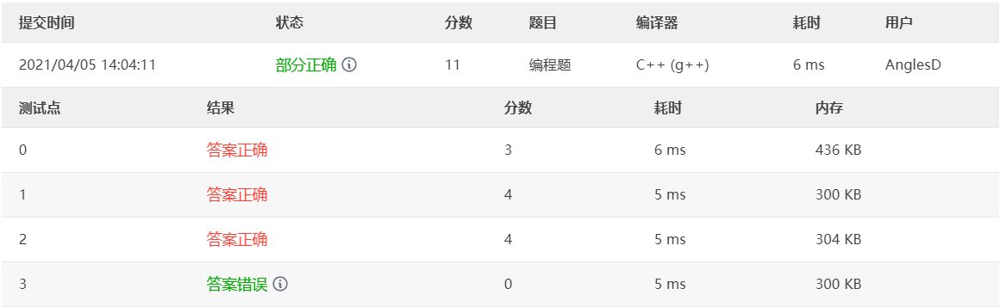 提交时间 状态 分数 题目 编译器 耗时 用户
2021/04/05 14:04:11 部分正确 11 编程题 C++ (g++) 6 ms AnglesD
测试点 结果 分数 耗时 内存
0 答案正确 3 6 ms 436 KB
1 答案正确 4 5 ms 300 KB
2 答案正确 4 5 ms 304 KB
3 答案错误 0 5 ms 300 KB